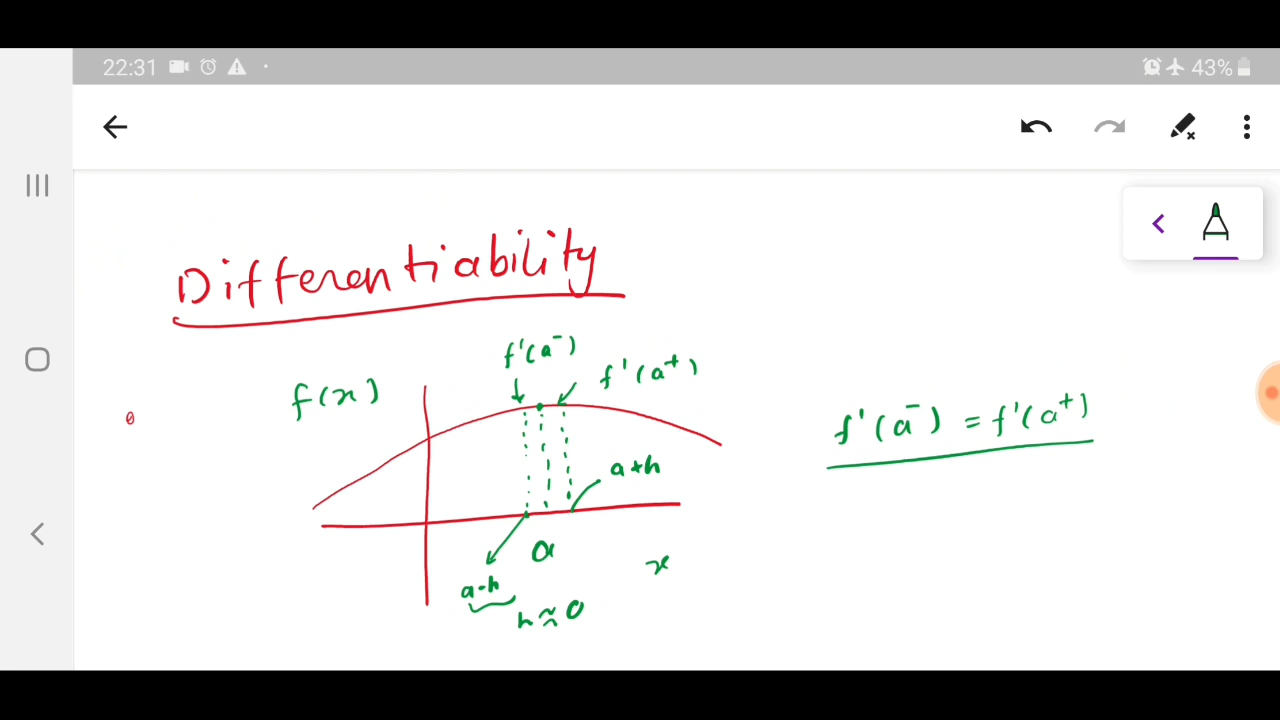 22:31 43%
Differentiability
f'(a⁻)
f'(a⁺)
f(x)
f'(a⁻) = f'(a⁺)
a+h
a
x
a-h
h ≈ 0